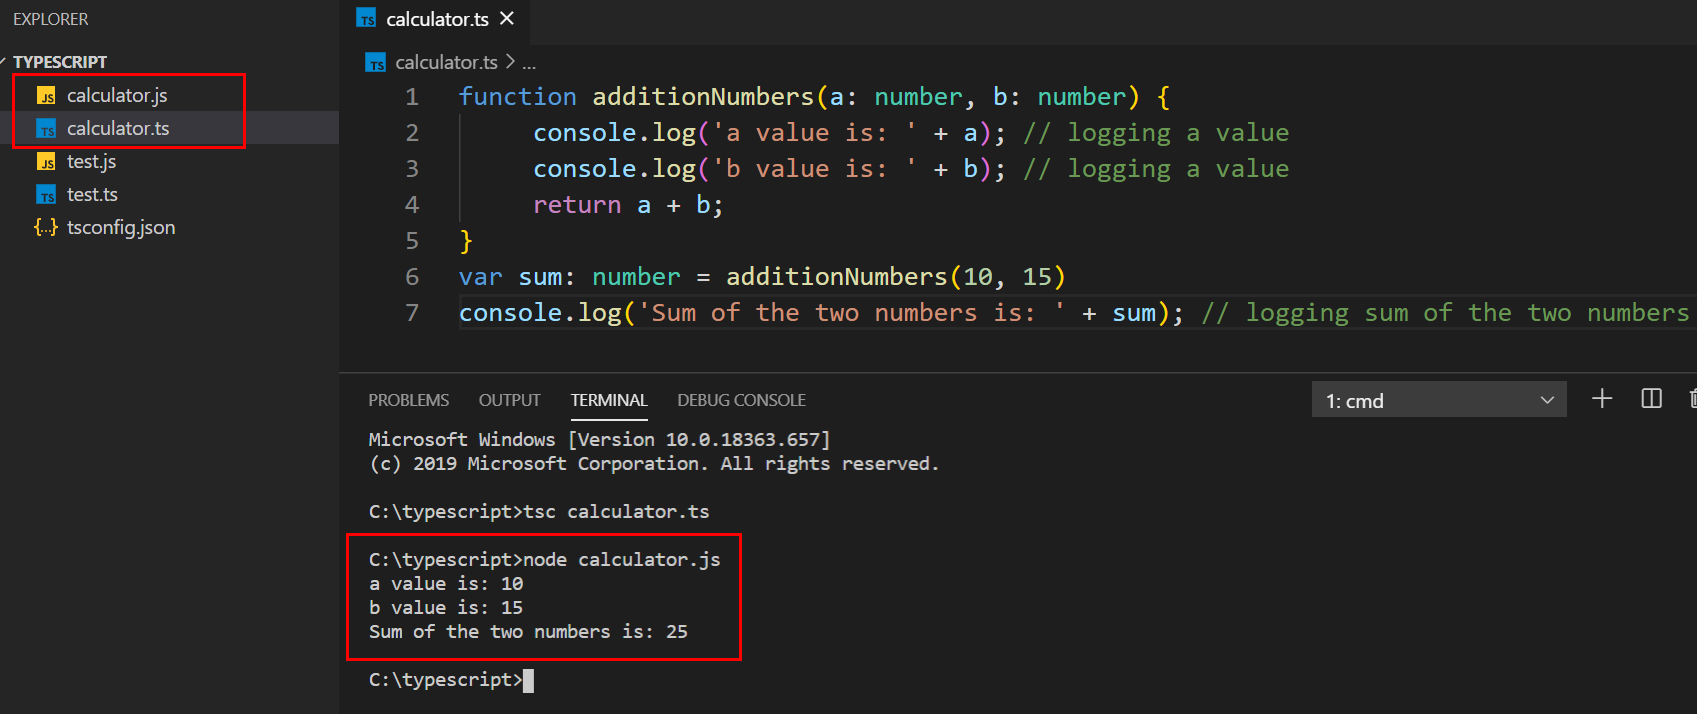 EXPLORER
TYPESCRIPT
JS calculator.js
TS calculator.ts
JS test.js
TS test.ts
{...} tsconfig.json
TS calculator.ts
TS calculator.ts > ...
1 function additionNumbers(a: number, b: number) {
2 console.log('a value is: ' + a); // logging a value
3 console.log('b value is: ' + b); // logging a value
4 return a + b;
5 }
6 var sum: number = additionNumbers(10, 15)
7 console.log('Sum of the two numbers is: ' + sum); // logging sum of the two numbers
PROBLEMS OUTPUT TERMINAL DEBUG CONSOLE 1: cmd
Microsoft Windows [Version 10.0.18363.657]
(c) 2019 Microsoft Corporation. All rights reserved.
C:\typescript>tsc calculator.ts
C:\typescript>node calculator.js
a value is: 10
b value is: 15
Sum of the two numbers is: 25
C:\typescript>